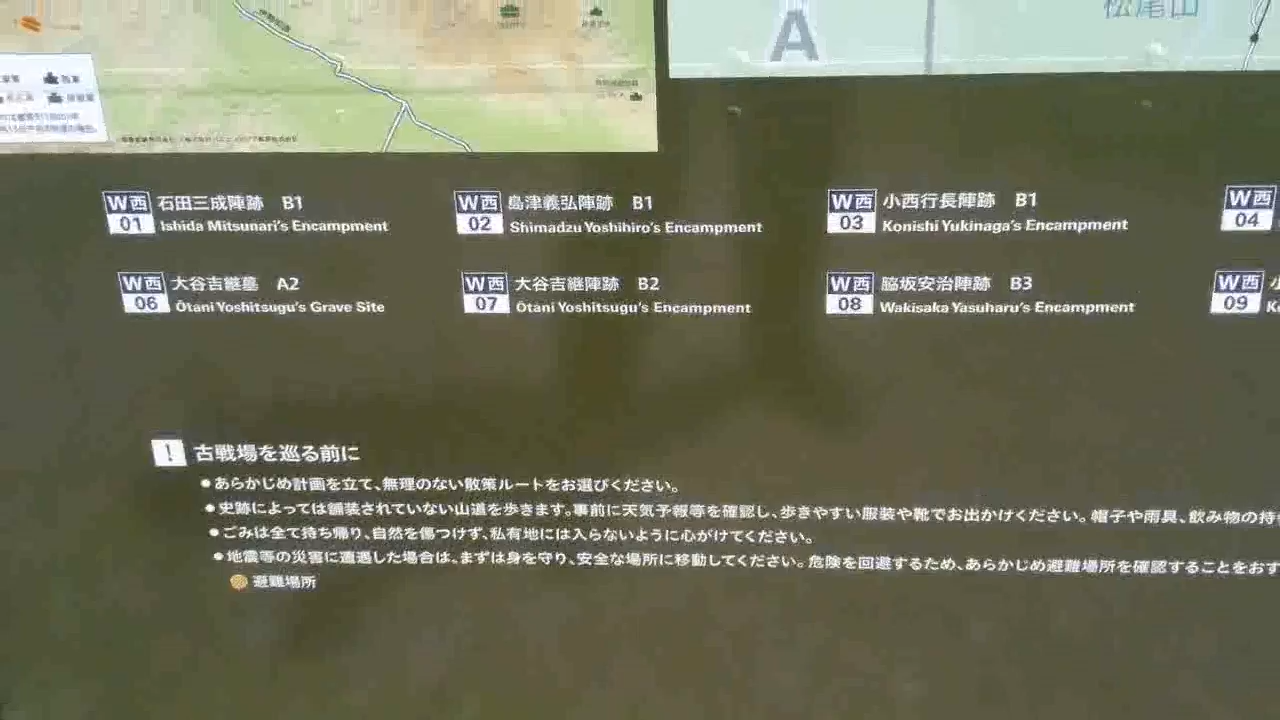 A
松尾山
W西 01 石田三成陣跡 B1
Ishida Mitsunari's Encampment
W西 02 島津義弘陣跡 B1
Shimadzu Yoshihiro's Encampment
W西 03 小西行長陣跡 B1
Konishi Yukinaga's Encampment
W西 04
W西 06 大谷吉継墓 A2
Ōtani Yoshitsugu's Grave Site
W西 07 大谷吉継陣跡 B2
Ōtani Yoshitsugu's Encampment
W西 08 脇坂安治陣跡 B3
Wakisaka Yasuharu's Encampment
W西 09
! 古戦場を巡る前に
●あらかじめ計画を立て、無理のない散策ルートをお選びください。
●史跡によっては舗装されていない山道を歩きます。事前に天気予報等を確認し、歩きやすい服装や靴でお出かけください。帽子や雨具、飲み物の持
●ごみは全て持ち帰り、自然を傷つけず、私有地には入らないように心がけてください。
●地震等の災害に遭遇した場合は、まずは身を守り、安全な場所に移動してください。危険を回避するため、あらかじめ避難場所を確認することをおす
避難場所